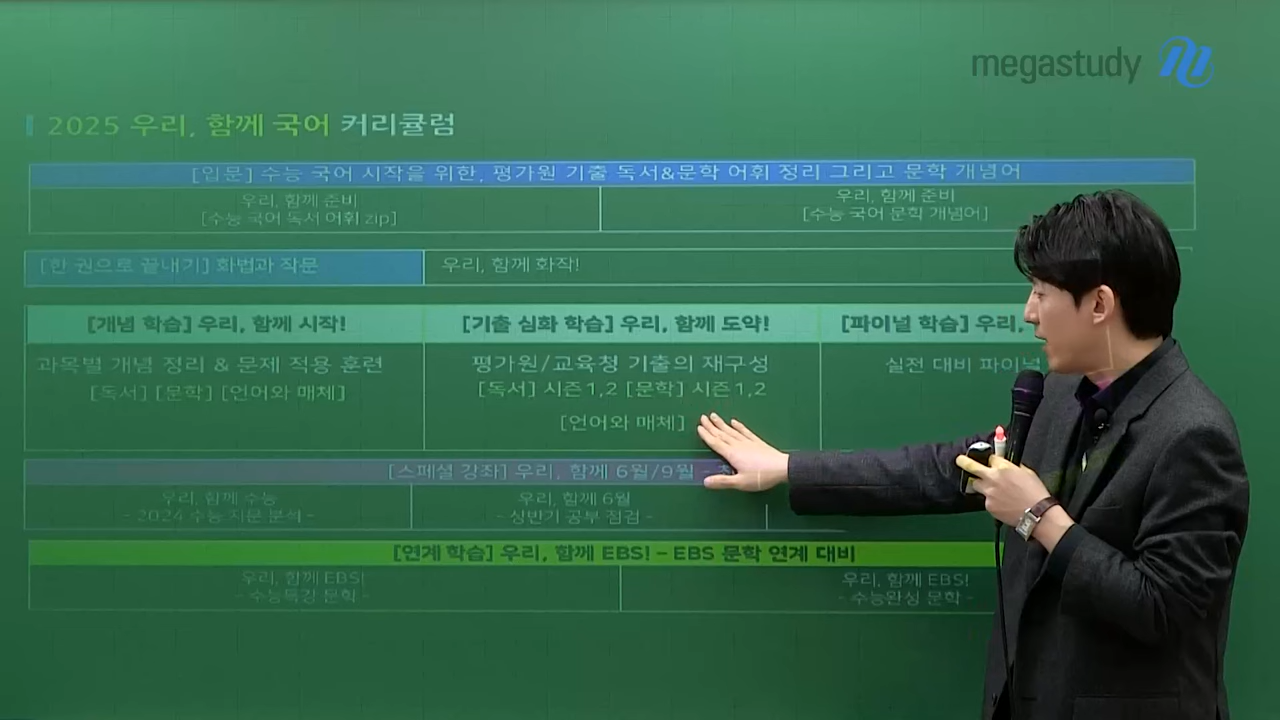 megastudy
2025 우리, 함께 국어 커리큘럼
[입문] 수능 국어 시작을 위한, 평가원 기출 독서&문학 어휘 정리 그리고 문학 개념어
우리, 함께 준비
[수능 국어 독서 어휘 zip]
우리, 함께 준비
[수능 국어 문학 개념어]
[한 권으로 끝내기] 화법과 작문
우리, 함께 화작!
[개념 학습] 우리, 함께 시작!
과목별 개념 정리 & 문제 적용 훈련
[독서] [문학] [언어와 매체]
[기출 심화 학습] 우리, 함께 도약!
평가원/교육청 기출의 재구성
[독서] 시즌1,2 [문학] 시즌1,2
[언어와 매체]
[파이널 학습] 우리,
실전 대비 파이널
[스페셜 강좌] 우리, 함께 6월/9월 -
우리, 함께 수능
- 2024 수능 지문 분석 -
우리, 함께 6월
- 상반기 공부 점검 -
[연계 학습] 우리, 함께 EBS! - EBS 문학 연계 대비
우리, 함께 EBS!
- 수능특강 문학 -
우리, 함께 EBS!
- 수능완성 문학 -